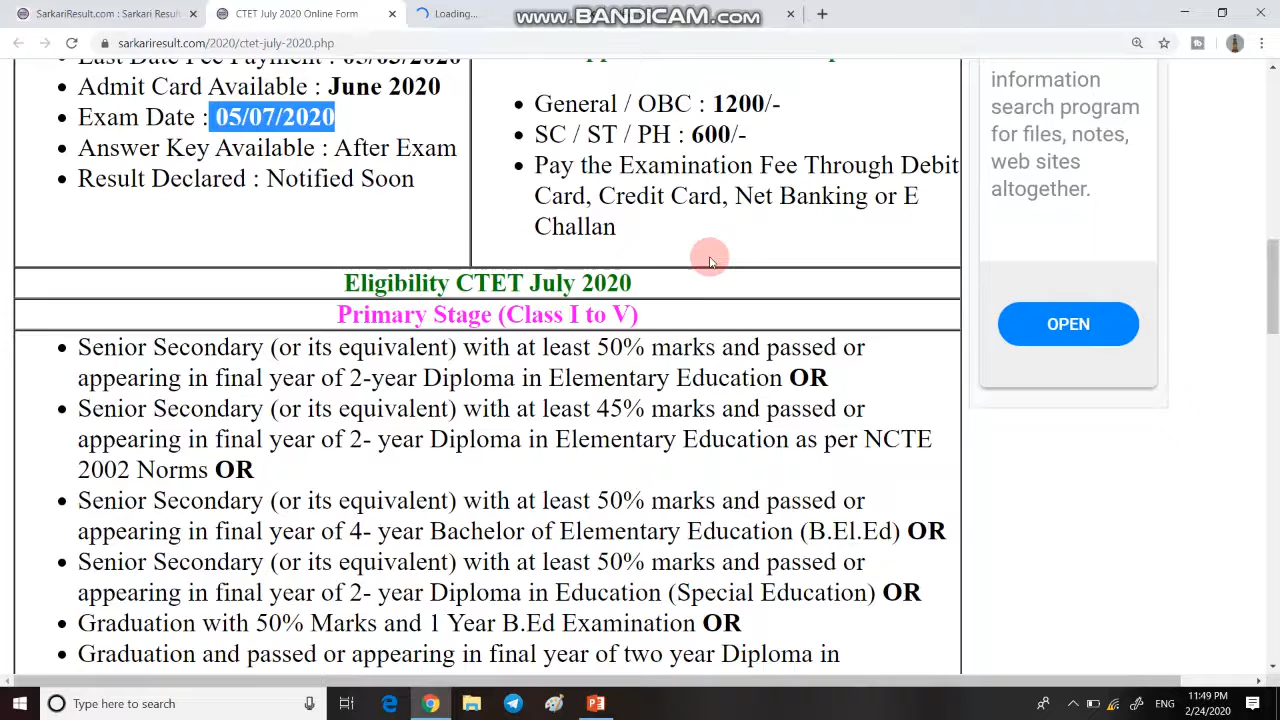 SarkariResult.com : Sarkari Result
CTET July 2020 Online Form
Loading...
www.BANDICAM.com
sarkariresult.com/2020/ctet-july-2020.php
Admit Card Available : June 2020
Exam Date : 05/07/2020
Answer Key Available : After Exam
Result Declared : Notified Soon
General / OBC : 1200/-
SC / ST / PH : 600/-
Pay the Examination Fee Through Debit
Card, Credit Card, Net Banking or E
Challan
information
search program
for files, notes,
web sites
altogether.
OPEN
Eligibility CTET July 2020
Primary Stage (Class I to V)
Senior Secondary (or its equivalent) with at least 50% marks and passed or
appearing in final year of 2-year Diploma in Elementary Education OR
Senior Secondary (or its equivalent) with at least 45% marks and passed or
appearing in final year of 2- year Diploma in Elementary Education as per NCTE
2002 Norms OR
Senior Secondary (or its equivalent) with at least 50% marks and passed or
appearing in final year of 4- year Bachelor of Elementary Education (B.El.Ed) OR
Senior Secondary (or its equivalent) with at least 50% marks and passed or
appearing in final year of 2- year Diploma in Education (Special Education) OR
Graduation with 50% Marks and 1 Year B.Ed Examination OR
Graduation and passed or appearing in final year of two year Diploma in
Type here to search
ENG
11:49 PM
2/24/2020